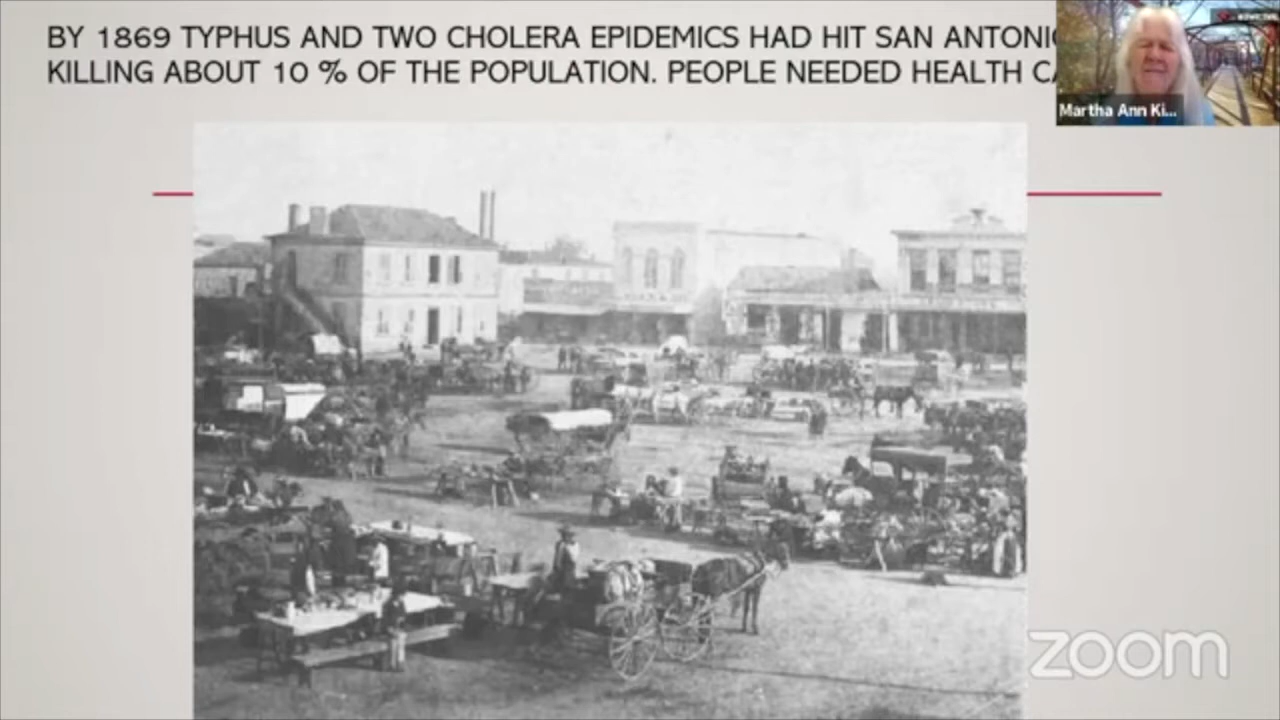 BY 1869 TYPHUS AND TWO CHOLERA EPIDEMICS HAD HIT SAN ANTONIO
KILLING ABOUT 10 % OF THE POPULATION. PEOPLE NEEDED HEALTH CA
Martha Ann Ki...
zoom